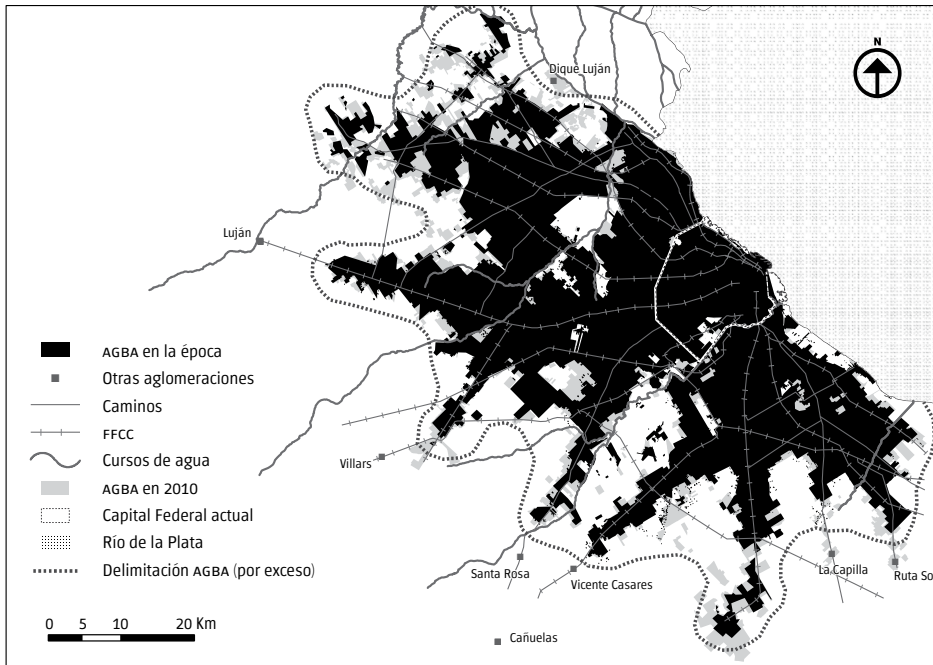 N
Dique Luján
Luján
AGBA en la época
Otras aglomeraciones
Caminos
FFCC
Cursos de agua
AGBA en 2010
Capital Federal actual
Río de la Plata
Delimitación AGBA (por exceso)
0 5 10 20 Km
Villars
Santa Rosa
Vicente Casares
La Capilla
Ruta So
Cañuelas